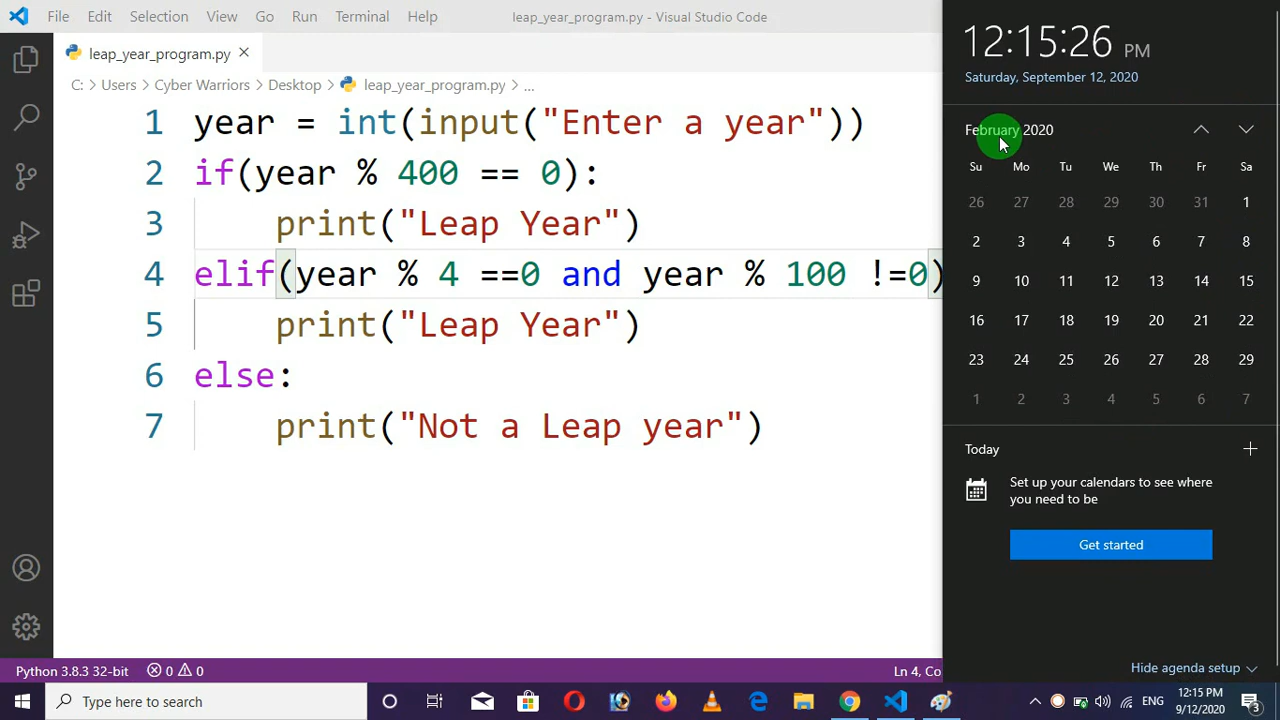 File Edit Selection View Go Run Terminal Help leap_year_program.py - Visual Studio Code
leap_year_program.py
C: > Users > Cyber Warriors > Desktop > leap_year_program.py > ...
1 year = int(input("Enter a year"))
2 if(year % 400 == 0):
3 print("Leap Year")
4 elif(year % 4 ==0 and year % 100 !=0)
5 print("Leap Year")
6 else:
7 print("Not a Leap year")
Python 3.8.3 32-bit 0 0 Ln 4, Co
12:15:26 PM
Saturday, September 12, 2020
February 2020
Su Mo Tu We Th Fr Sa
26 27 28 29 30 31 1
2 3 4 5 6 7 8
9 10 11 12 13 14 15
16 17 18 19 20 21 22
23 24 25 26 27 28 29
1 2 3 4 5 6 7
Today
Set up your calendars to see where
you need to be
Get started
Hide agenda setup
Type here to search
ENG
12:15 PM
9/12/2020
3